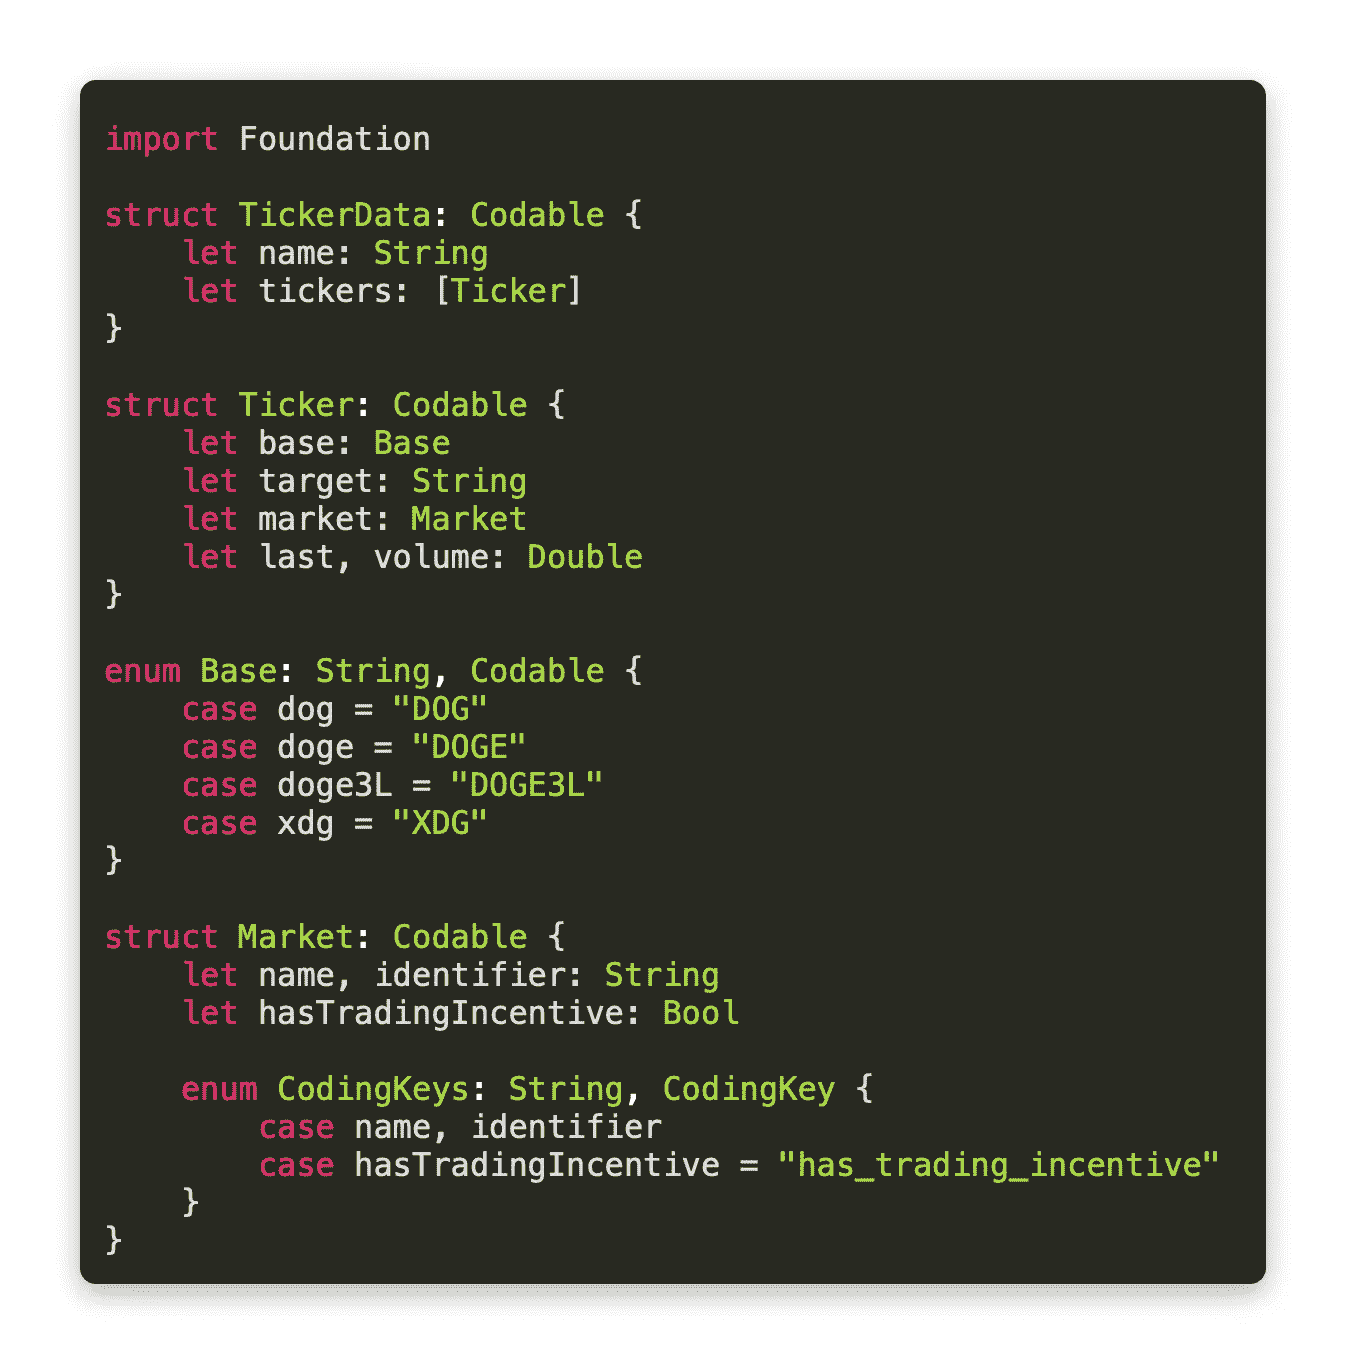 import Foundation

struct TickerData: Codable {
    let name: String
    let tickers: [Ticker]
}

struct Ticker: Codable {
    let base: Base
    let target: String
    let market: Market
    let last, volume: Double
}

enum Base: String, Codable {
    case dog = "DOG"
    case doge = "DOGE"
    case doge3L = "DOGE3L"
    case xdg = "XDG"
}

struct Market: Codable {
    let name, identifier: String
    let hasTradingIncentive: Bool

    enum CodingKeys: String, CodingKey {
        case name, identifier
        case hasTradingIncentive = "has_trading_incentive"
    }
}